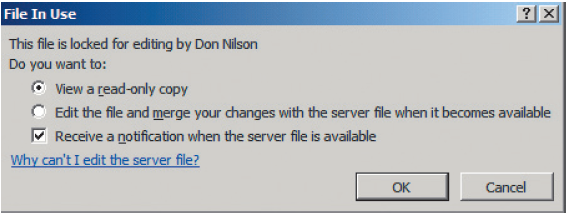 File In Use
This file is locked for editing by Don Nilson
Do you want to:
View a read-only copy
Edit the file and merge your changes with the server file when it becomes available
Receive a notification when the server file is available
Why can't I edit the server file?
OK Cancel